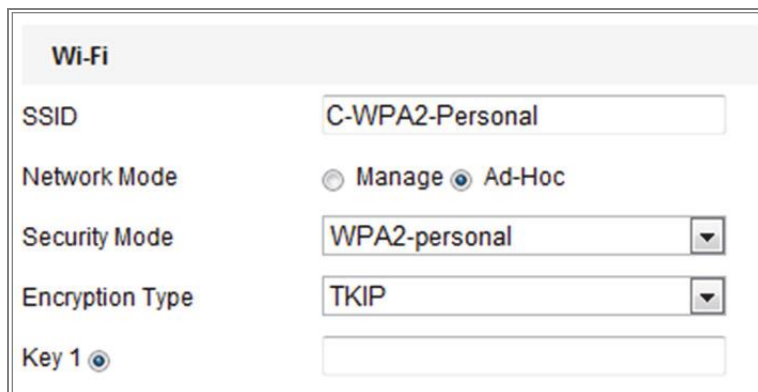 Wi-Fi
SSID C-WPA2-Personal
Network Mode Manage Ad-Hoc
Security Mode WPA2-personal
Encryption Type TKIP
Key 1